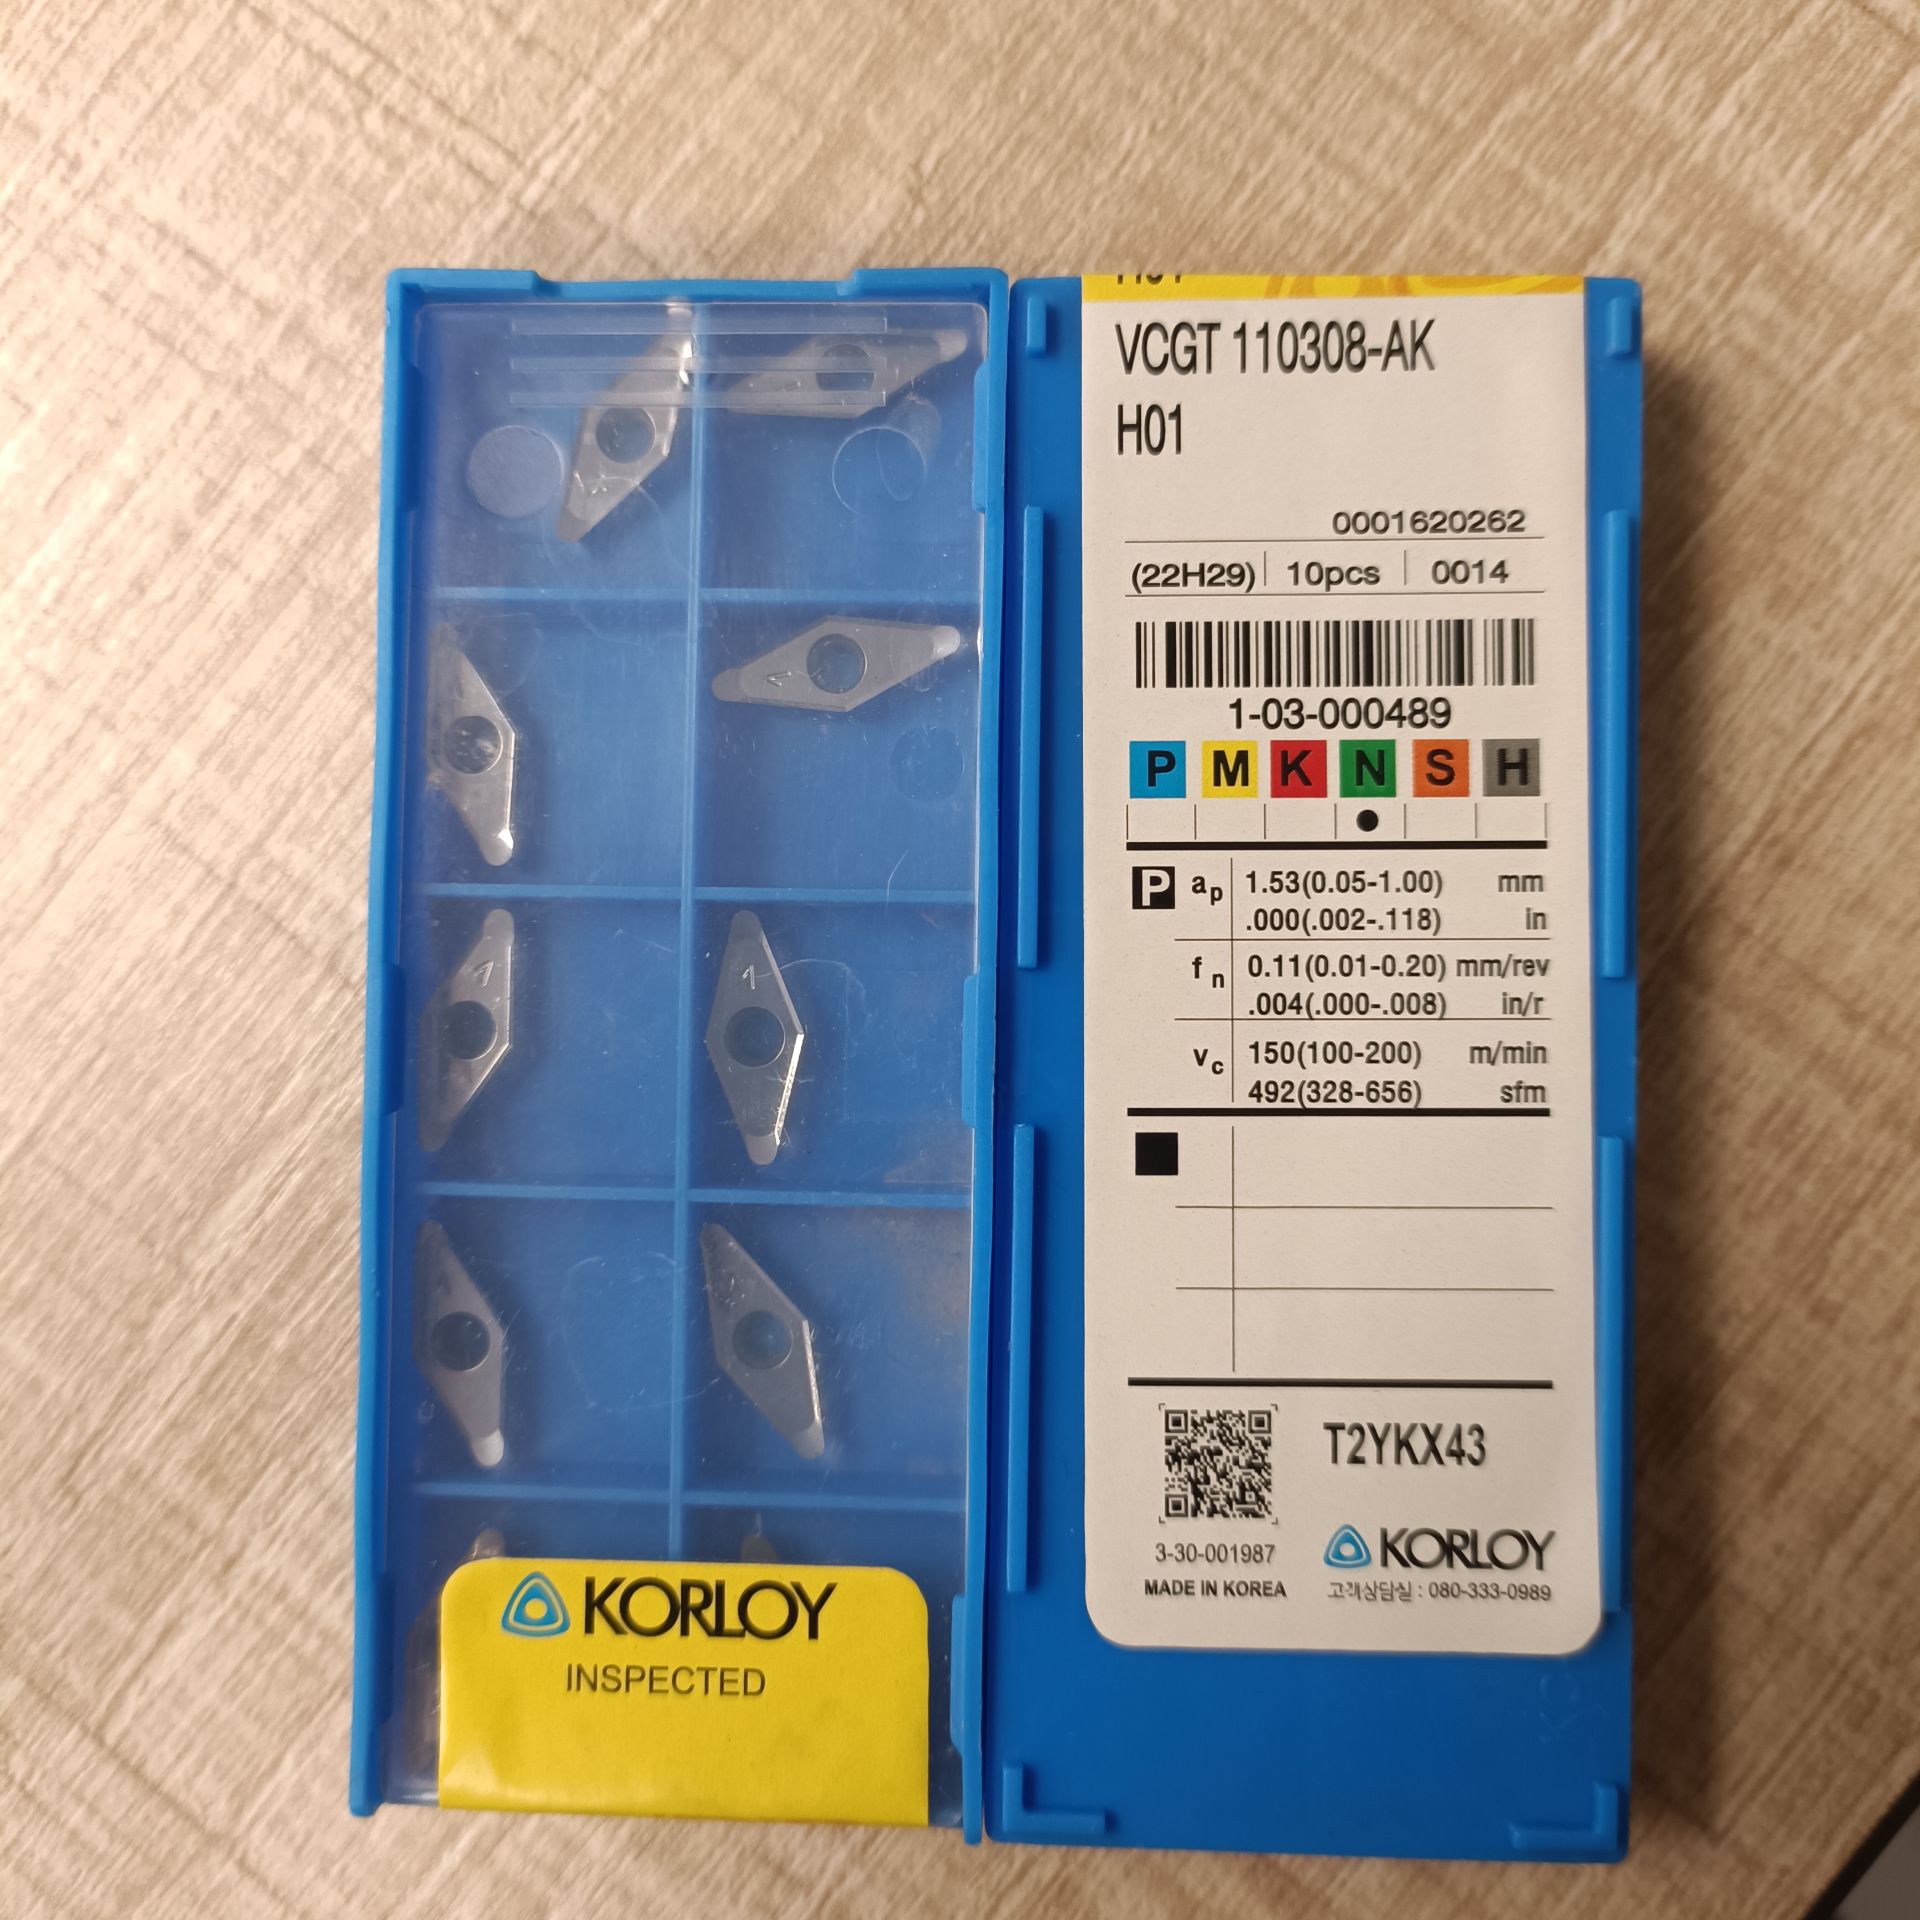 H01
VCGT 110308-AK
H01
0001620262
(22H29) 10pcs 0014
1-03-000489
P M K N S H
P ap 1.53(0.05-1.00) mm
.000(.002-.118) in
fn 0.11(0.01-0.20) mm/rev
.004(.000-.008) in/r
vc 150(100-200) m/min
492(328-656) sfm
T2YKX43
3-30-001987
KORLOY
MADE IN KOREA
고객상담실 : 080-333-0989
KORLOY
INSPECTED